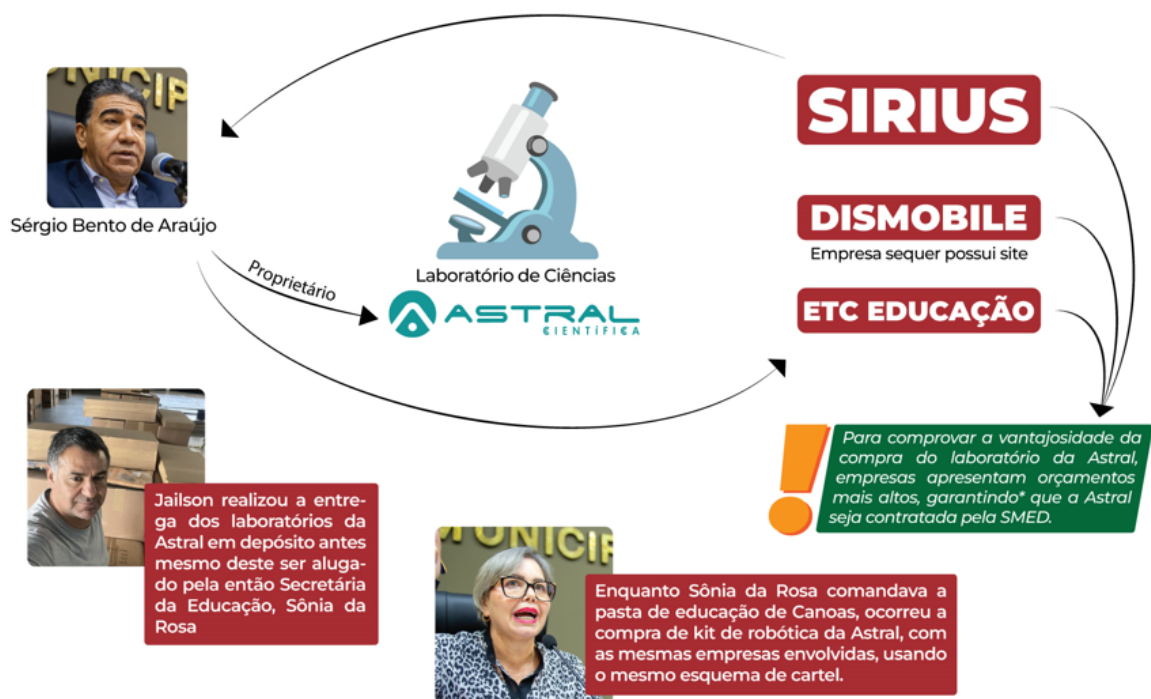 UNICIP
Sérgio Bento de Araújo
Proprietário
Laboratório de Ciências
ASTRAL
CIENTÍFICA
SIRIUS
DISMOBILE
Empresa sequer possui site
ETC EDUCAÇÃO
!
Para comprovar a vantajosidade da
compra do laboratório da Astral,
empresas apresentam orçamentos
mais altos, garantindo* que a Astral
seja contratada pela SMED.
Jailson realizou a entre-
ga dos laboratórios da
Astral em depósito antes
mesmo deste ser aluga-
do pela então Secretária
da Educação, Sônia da
Rosa
M UNICIP
Enquanto Sônia da Rosa comandava a
pasta de educação de Canoas, ocorreu a
compra de kit de robótica da Astral, com
as mesmas empresas envolvidas, usando
o mesmo esquema de cartel.